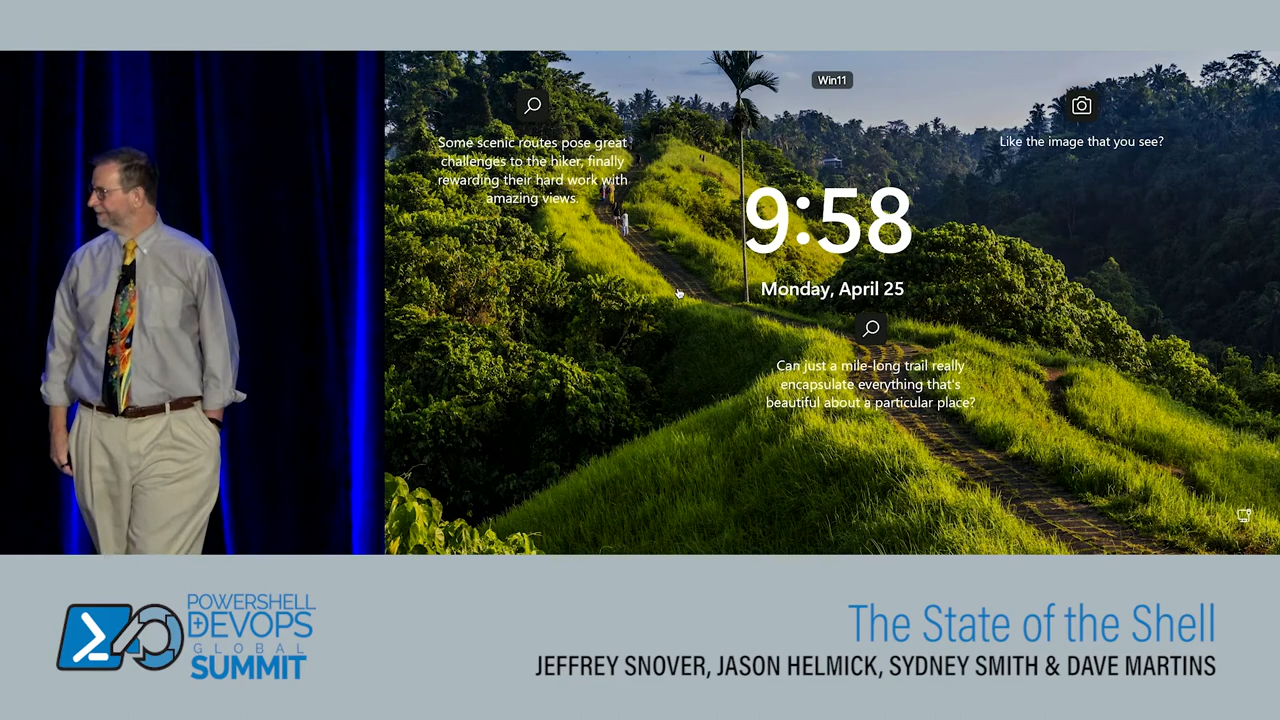 Win11
Some scenic routes pose great
challenges to the hiker, finally
rewarding their hard work with
amazing views.
Like the image that you see?
9:58
Monday, April 25
Can just a mile-long trail really
encapsulate everything that's
beautiful about a particular place?
POWERSHELL
DEVOPS
GLOBAL
SUMMIT
The State of the Shell
JEFFREY SNOVER, JASON HELMICK, SYDNEY SMITH & DAVE MARTINS